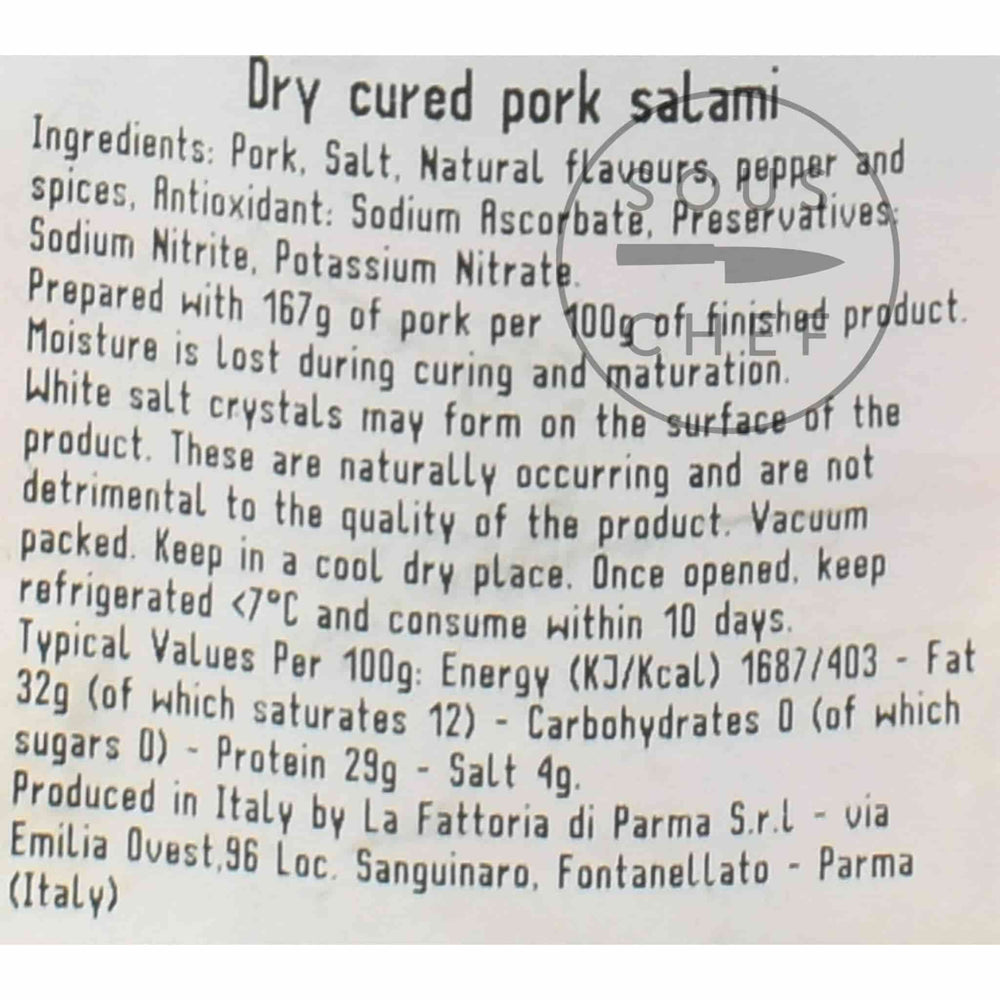 Dry cured pork salami
Ingredients: Pork, Salt, Natural flavours, pepper and
spices, Antioxidant: Sodium Ascorbate, Preservatives:
Sodium Nitrite, Potassium Nitrate.
Prepared with 167g of pork per 100g of finished product.
Moisture is lost during curing and maturation.
White salt crystals may form on the surface of the
product. These are naturally occurring and are not
detrimental to the quality of the product. Vacuum
packed. Keep in a cool dry place. Once opened, keep
refrigerated <7°C and consume within 10 days.
Typical Values Per 100g: Energy (KJ/Kcal) 1687/403 - Fat
32g (of which saturates 12) - Carbohydrates 0 (of which
sugars 0) - Protein 29g - Salt 4g.
Produced in Italy by La Fattoria di Parma S.r.l - via
Emilia Ovest,96 Loc. Sanguinaro, Fontanellato - Parma
(Italy)
SOUS
CHEF